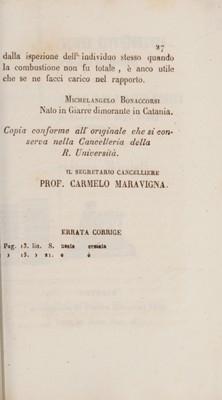 27
dalla ispezione dell' individuo stesso quando
la combustione non fu totale , è anco utile
che se ne facci carico nel rapporto.
MICHELANGELO BONACCORSI
Nato in Giarre dimorante in Catania.
Copia conforme all' originale che si con-
serva nella Cancelleria della
R. Università.
IL SEGRETARIO CANCELLIERE
PROF. CARMELO MARAVIGNA.
ERRATA CORRIGE
Pag. 13. lin. 8.
› 15. › 21. e è